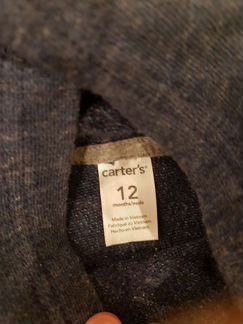 carter's®
12
months/mois
Made in Vietnam
Fabriqué au Vietnam
Hecho en Vietnam